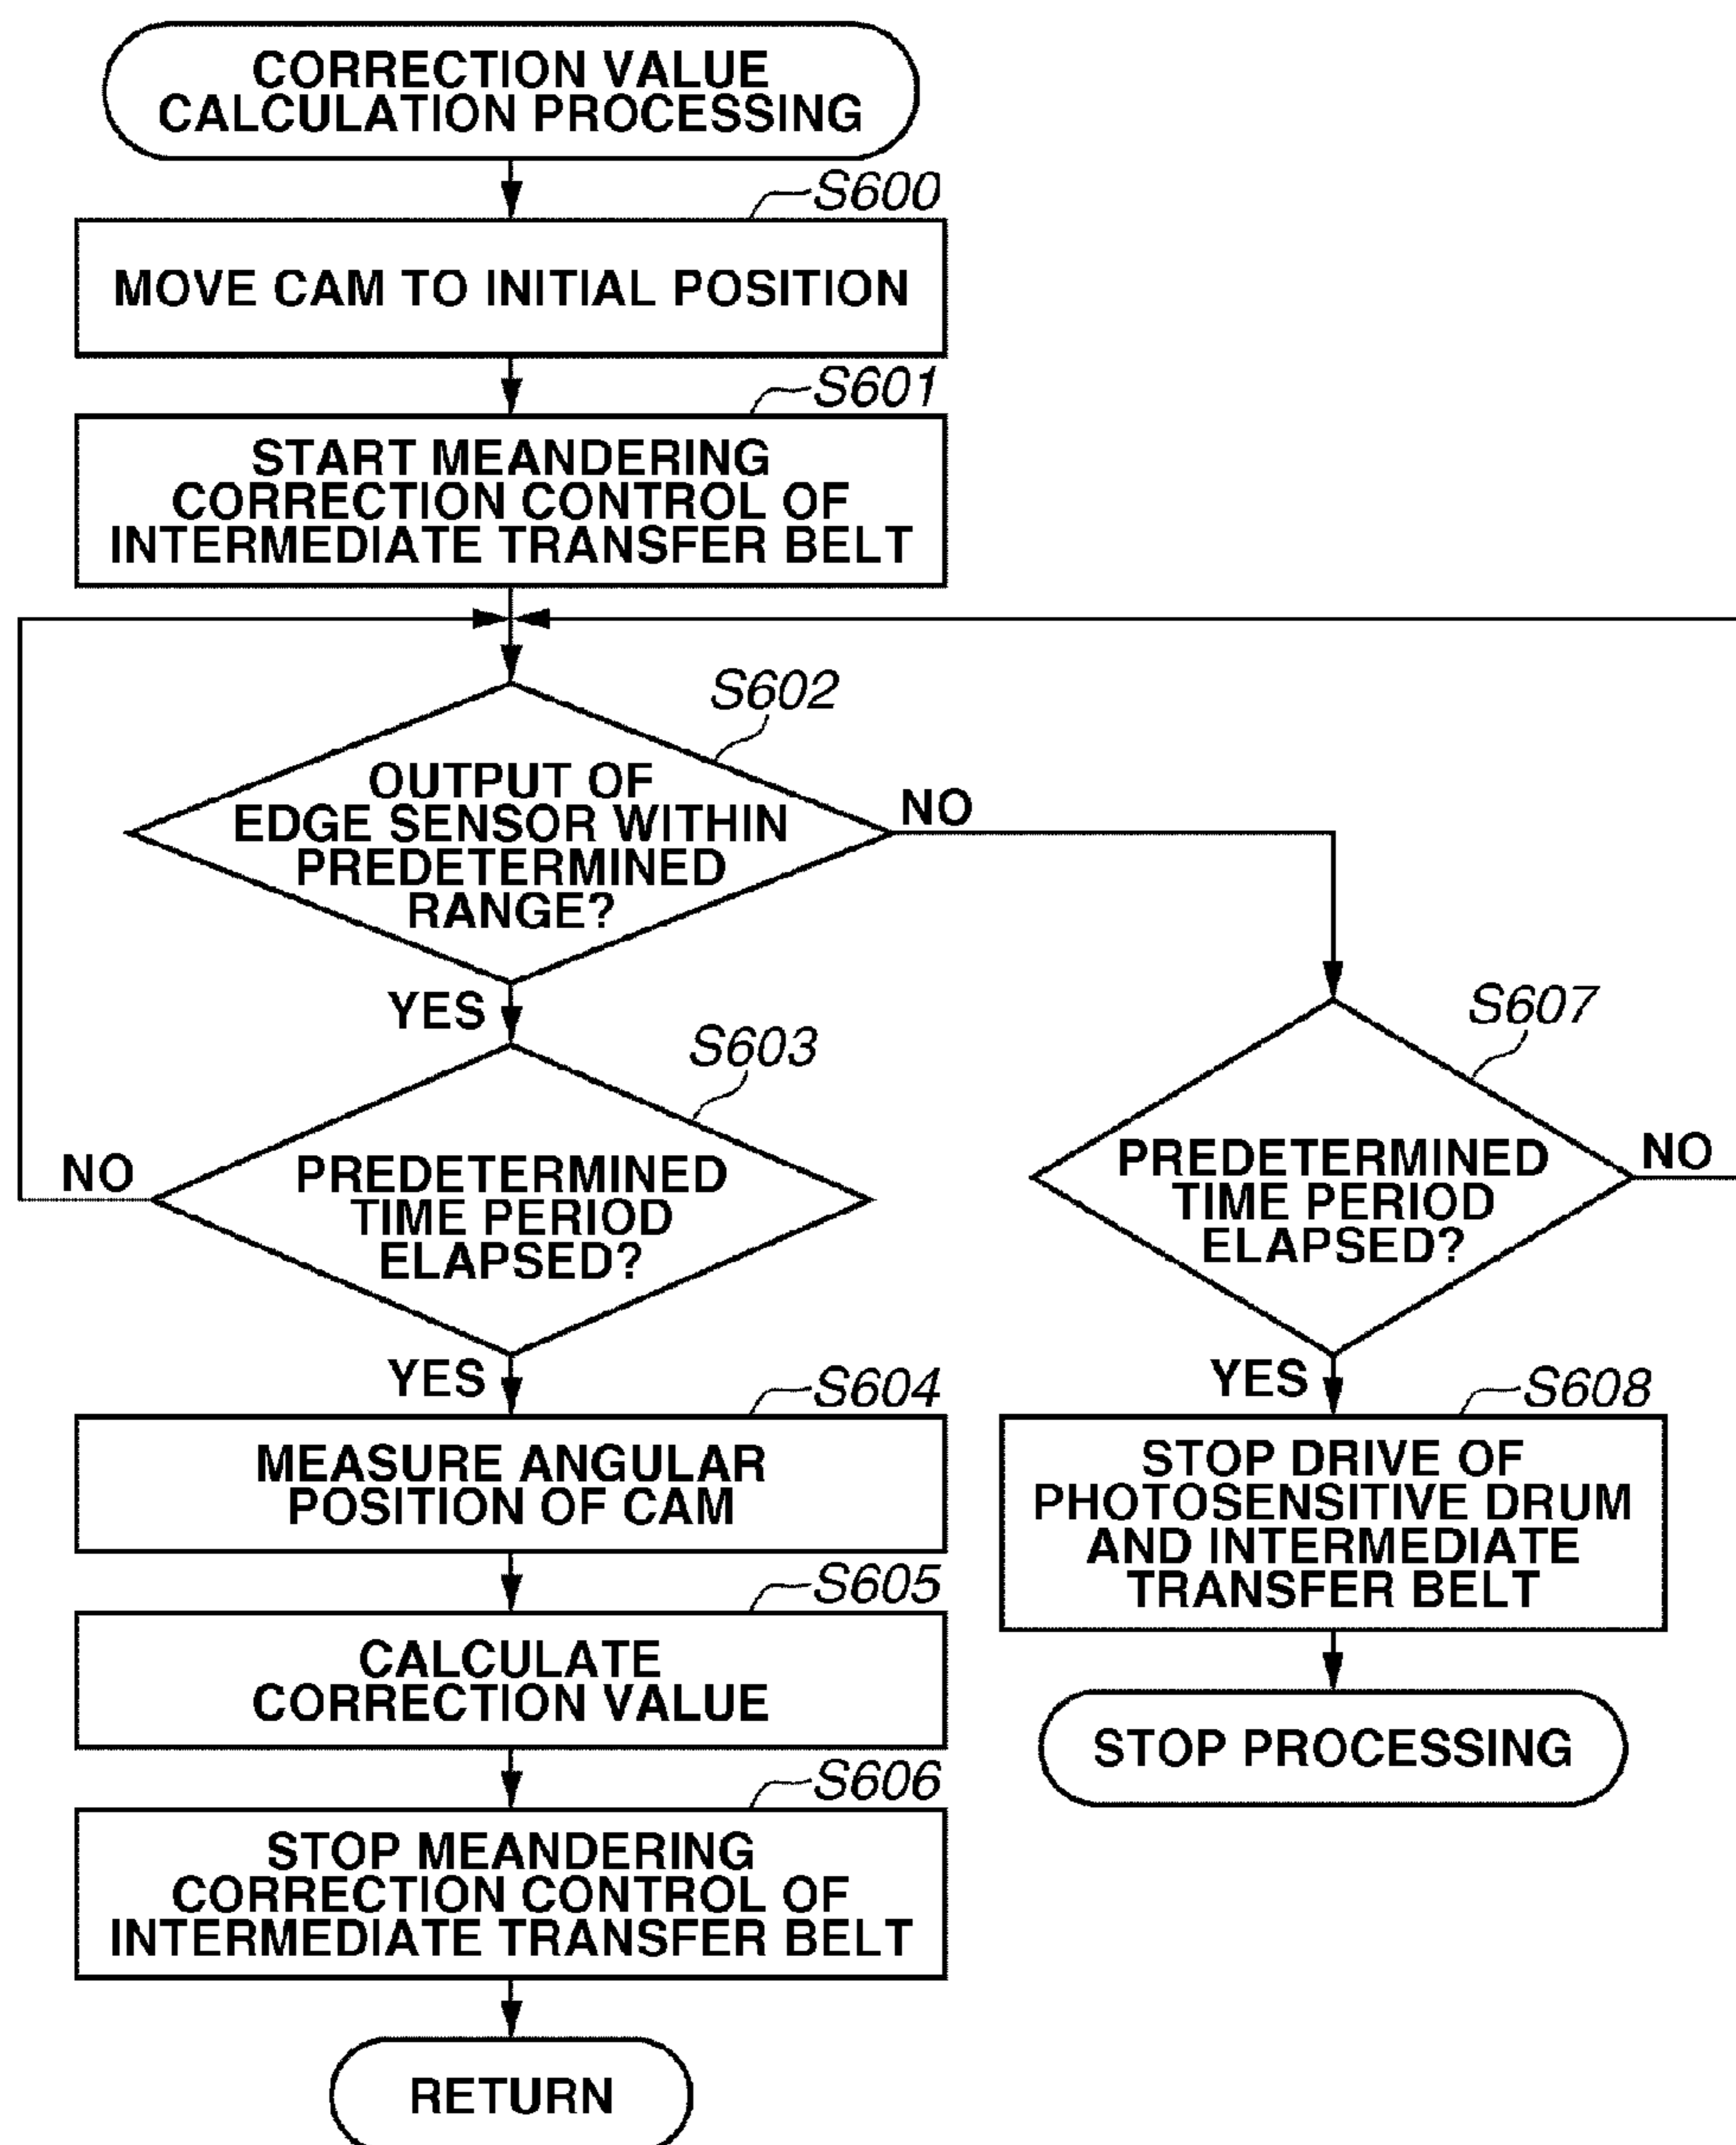 CORRECTION VALUE
CALCULATION PROCESSING
S600
MOVE CAM TO INITIAL POSITION
S601
START MEANDERING
CORRECTION CONTROL OF
INTERMEDIATE TRANSFER BELT
S602
OUTPUT OF
EDGE SENSOR WITHIN
PREDETERMINED
RANGE?
NO
YES
S603
PREDETERMINED
TIME PERIOD
ELAPSED?
NO
YES
S607
PREDETERMINED
TIME PERIOD
ELAPSED?
NO
YES
S604
MEASURE ANGULAR
POSITION OF CAM
S605
CALCULATE
CORRECTION VALUE
S606
STOP MEANDERING
CORRECTION CONTROL OF
INTERMEDIATE TRANSFER BELT
RETURN
S608
STOP DRIVE OF
PHOTOSENSITIVE DRUM
AND INTERMEDIATE
TRANSFER BELT
STOP PROCESSING